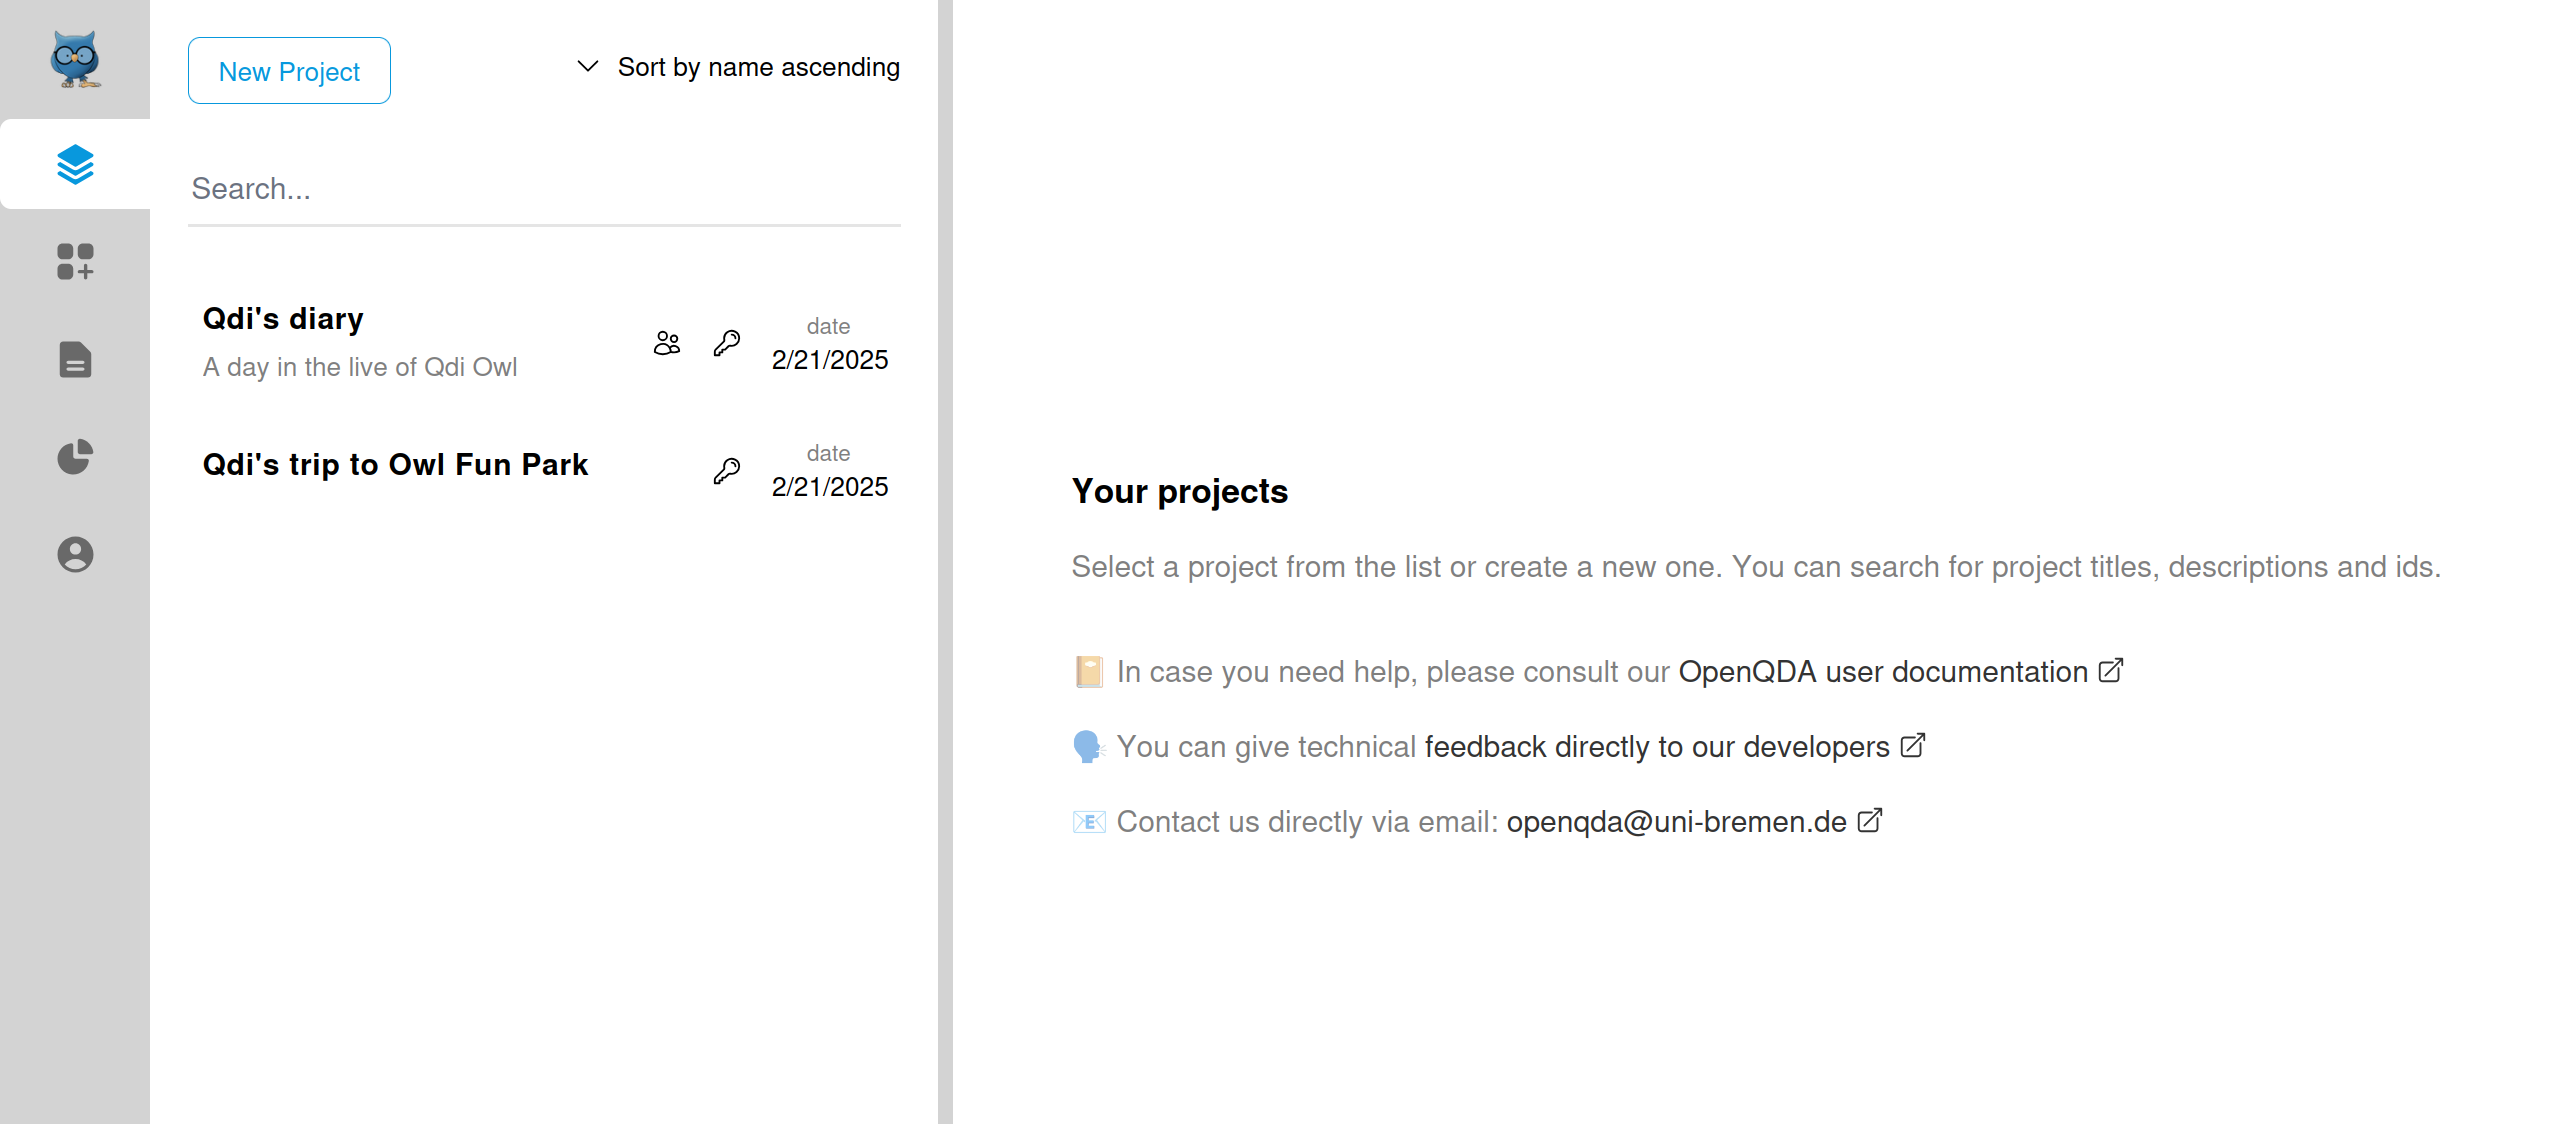 New Project
Sort by name ascending
Search...
Qdi's diary
A day in the live of Qdi Owl
date
2/21/2025
Qdi's trip to Owl Fun Park
date
2/21/2025
Your projects
Select a project from the list or create a new one. You can search for project titles, descriptions and ids.
In case you need help, please consult our OpenQDA user documentation
You can give technical feedback directly to our developers
Contact us directly via email: openqda@uni-bremen.de